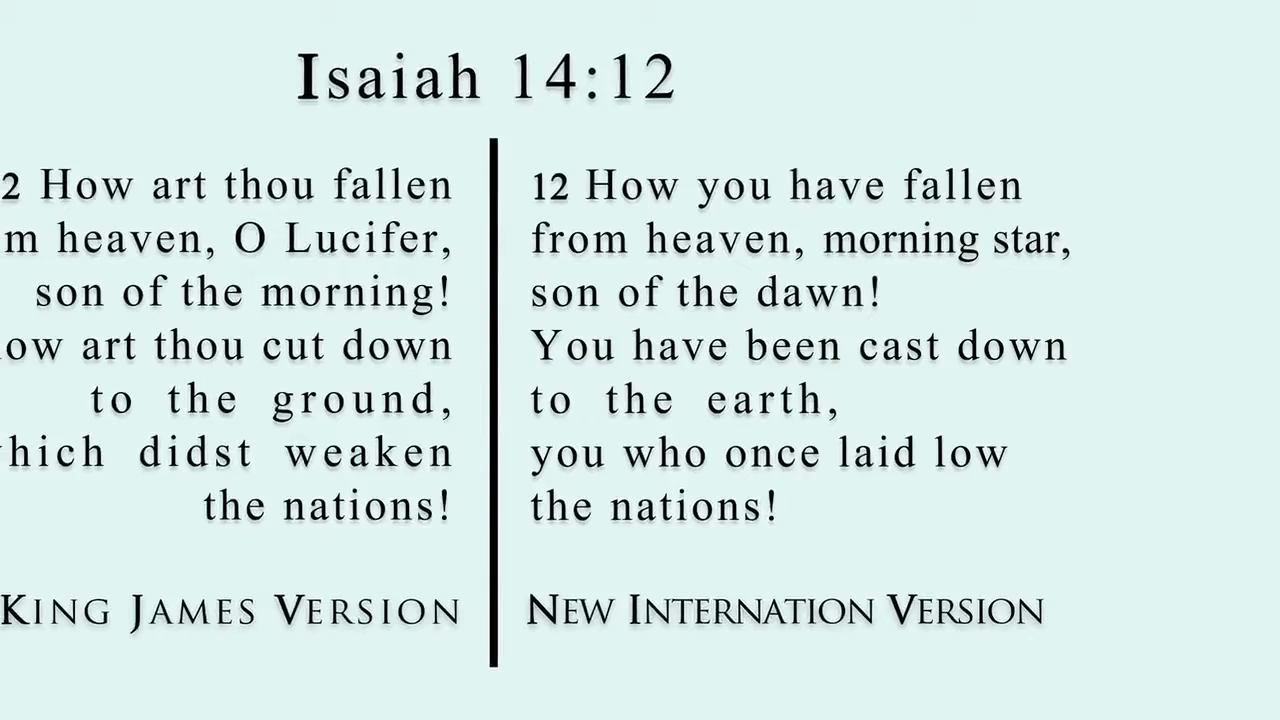 Isaiah 14:12
2 How art thou fallen
m heaven, O Lucifer,
son of the morning!
ow art thou cut down
to the ground,
hich didst weaken
the nations!
King James Version
12 How you have fallen
from heaven, morning star,
son of the dawn!
You have been cast down
to the earth,
you who once laid low
the nations!
New Internation Version